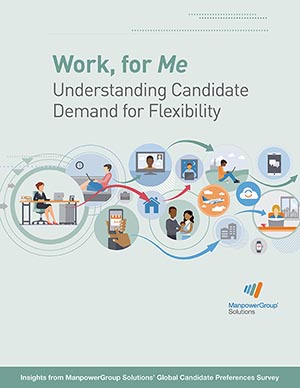 Work, for Me
Understanding Candidate
Demand for Flexibility
ManpowerGroup®
Solutions
Insights from ManpowerGroup Solutions' Global Candidate Preferences Survey